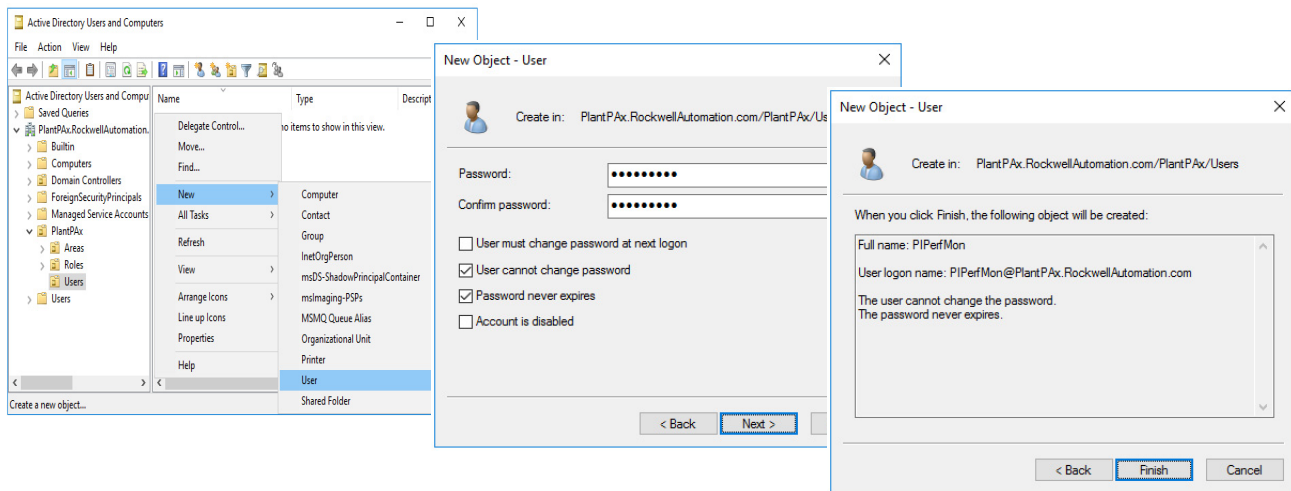 Active Directory Users and Computers
File Action View Help
Active Directory Users and Compu
Saved Queries
PlantPAx.RockwellAutomation.
Builtin
Computers
Domain Controllers
ForeignSecurityPrincipals
Managed Service Accounts
PlantPAx
Areas
Roles
Users
Users
Name Type Descript
no items to show in this view.
Delegate Control...
Move...
Find...
New
All Tasks
Refresh
View
Arrange Icons
Line up Icons
Properties
Help
Computer
Contact
Group
InetOrgPerson
msDS-ShadowPrincipalContainer
msImaging-PSPs
MSMQ Queue Alias
Organizational Unit
Printer
User
Shared Folder
Create a new object...
New Object - User
Create in: PlantPAx.RockwellAutomation.com/PlantPAx/Us
Password:
Confirm password:
User must change password at next logon
User cannot change password
Password never expires
Account is disabled
< Back Next >
New Object - User
Create in: PlantPAx.RockwellAutomation.com/PlantPAx/Users
When you click Finish, the following object will be created:
Full name: PIPerfMon
User logon name: PIPerfMon@PlantPAx.RockwellAutomation.com
The user cannot change the password.
The password never expires.
< Back Finish Cancel